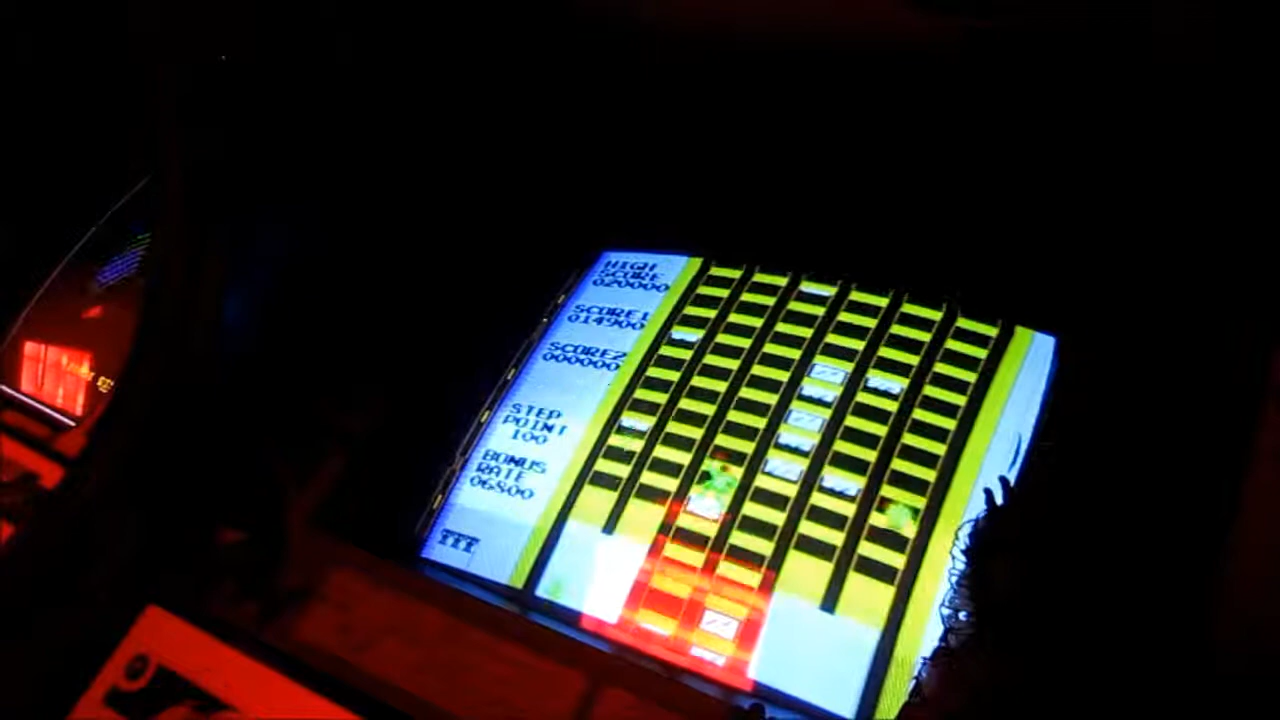 HIGH
SCORE
020000
SCORE1
014900
SCORE2
000000
STEP
POINT
100
BONUS
RATE
06800